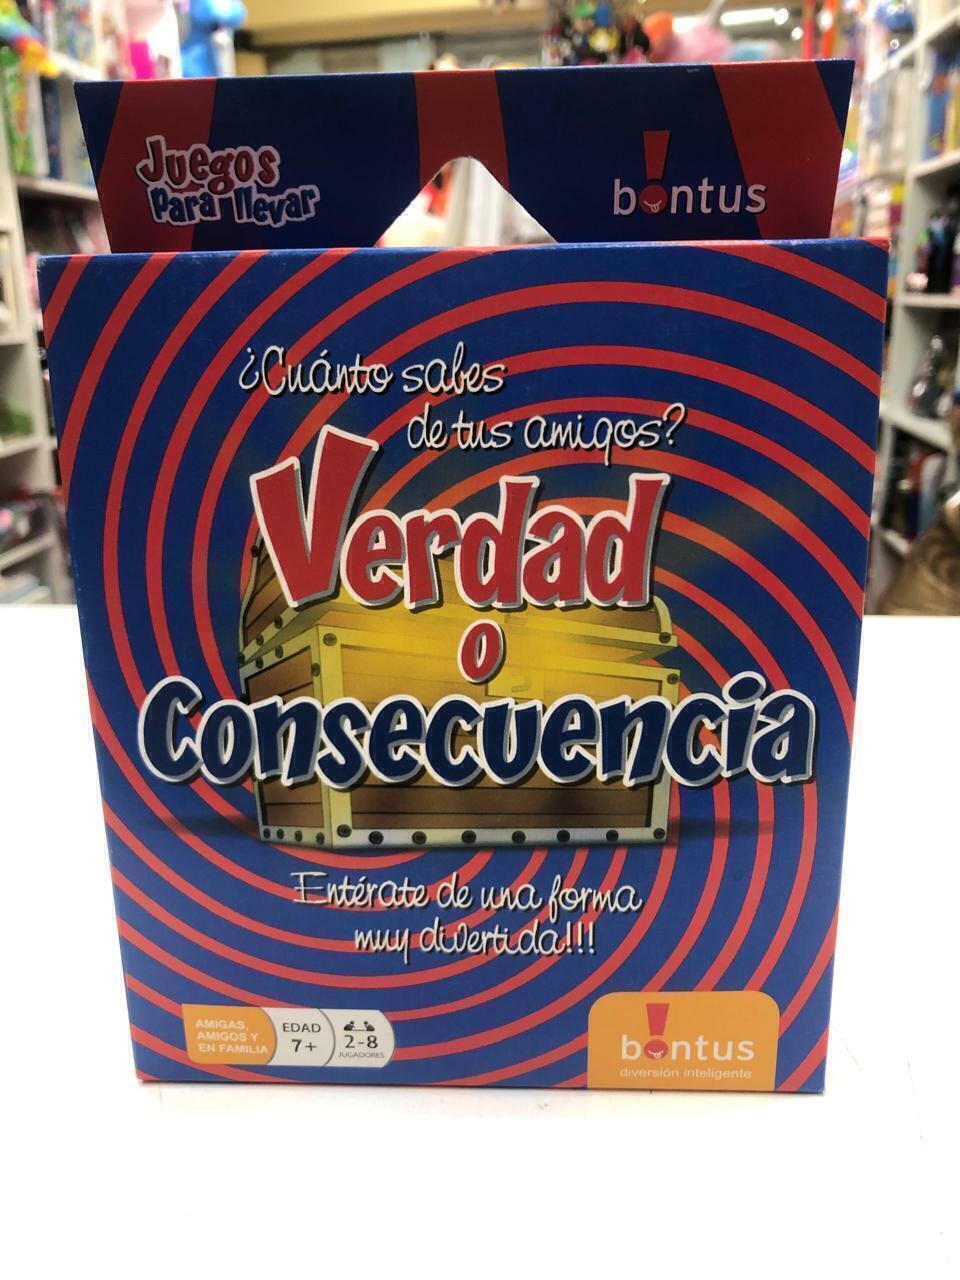 Juegos
Para llevar
bontus
¿Cuánto sabes
de tus amigos?
Verdad
o
Consecuencia
Entérate de una forma
muy divertida!!!
AMIGAS,
AMIGOS Y
EN FAMILIA
EDAD
7+
2-8
JUGADORES
bontus
diversión inteligente